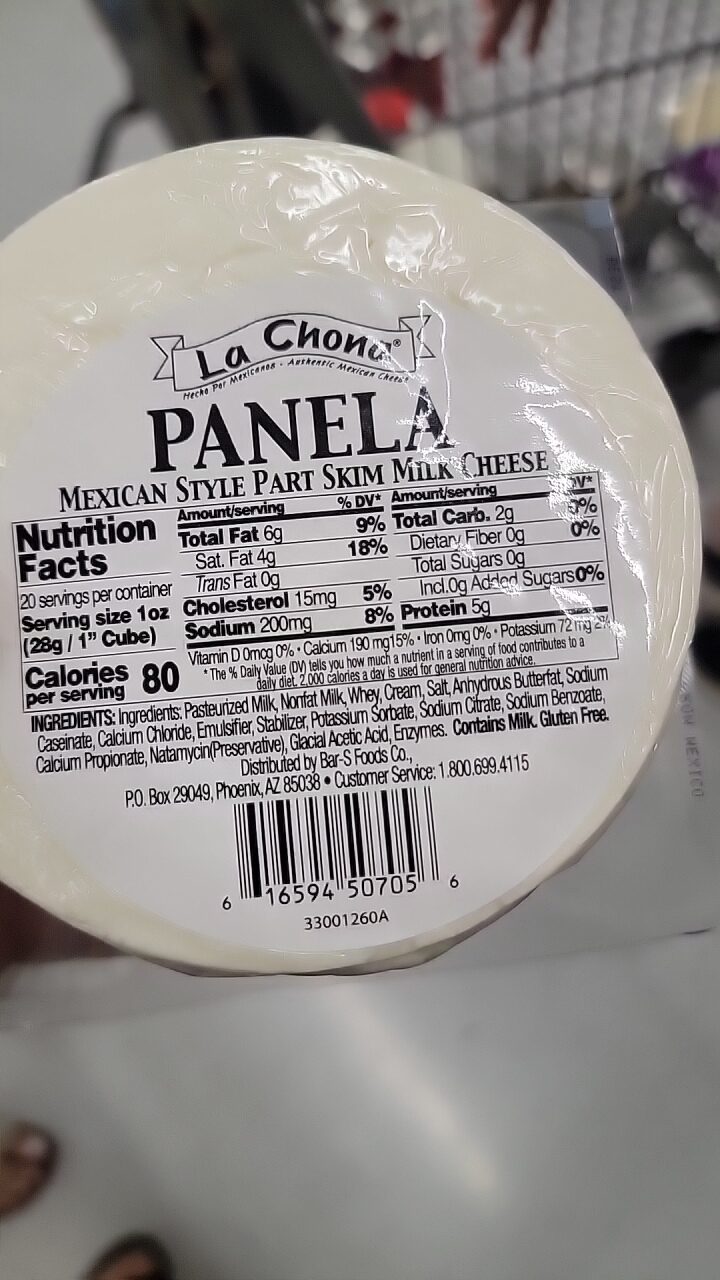 La Chona®
Hecho Por Mexicanos - Authentic Mexican Cheese
PANELA
MEXICAN STYLE PART SKIM MILK CHEESE
Nutrition
Facts
20 servings per container
Serving size 1oz
(28g / 1" Cube)
Calories
per serving 80
Amount/serving % DV*
Total Fat 6g 9%
Sat. Fat 4g 18%
Trans Fat 0g
Cholesterol 15mg 5%
Sodium 200mg 8%
Amount/serving DV*
Total Carb. 2g
Dietary Fiber 0g 0%
Total Sugars 0g
Incl.0g Added Sugars 0%
Protein 5g
Vitamin D 0mcg 0% • Calcium 190 mg15% • Iron 0mg 0% • Potassium 72 mg 2%
* The % Daily Value (DV) tells you how much a nutrient in a serving of food contributes to a
daily diet. 2,000 calories a day is used for general nutrition advice.
INGREDIENTS: Ingredients: Pasteurized Milk, Nonfat Milk, Whey, Cream, Salt, Anhydrous Butterfat, Sodium
Caseinate, Calcium Chloride, Emulsifier, Stabilizer, Potassium Sorbate, Sodium Citrate, Sodium Benzoate,
Calcium Propionate, Natamycin(Preservative), Glacial Acetic Acid, Enzymes. Contains Milk. Gluten Free.
Distributed by Bar-S Foods Co.,
P.O. Box 29049, Phoenix, AZ 85038 • Customer Service: 1.800.699.4115
6 16594 50705 6
33001260A